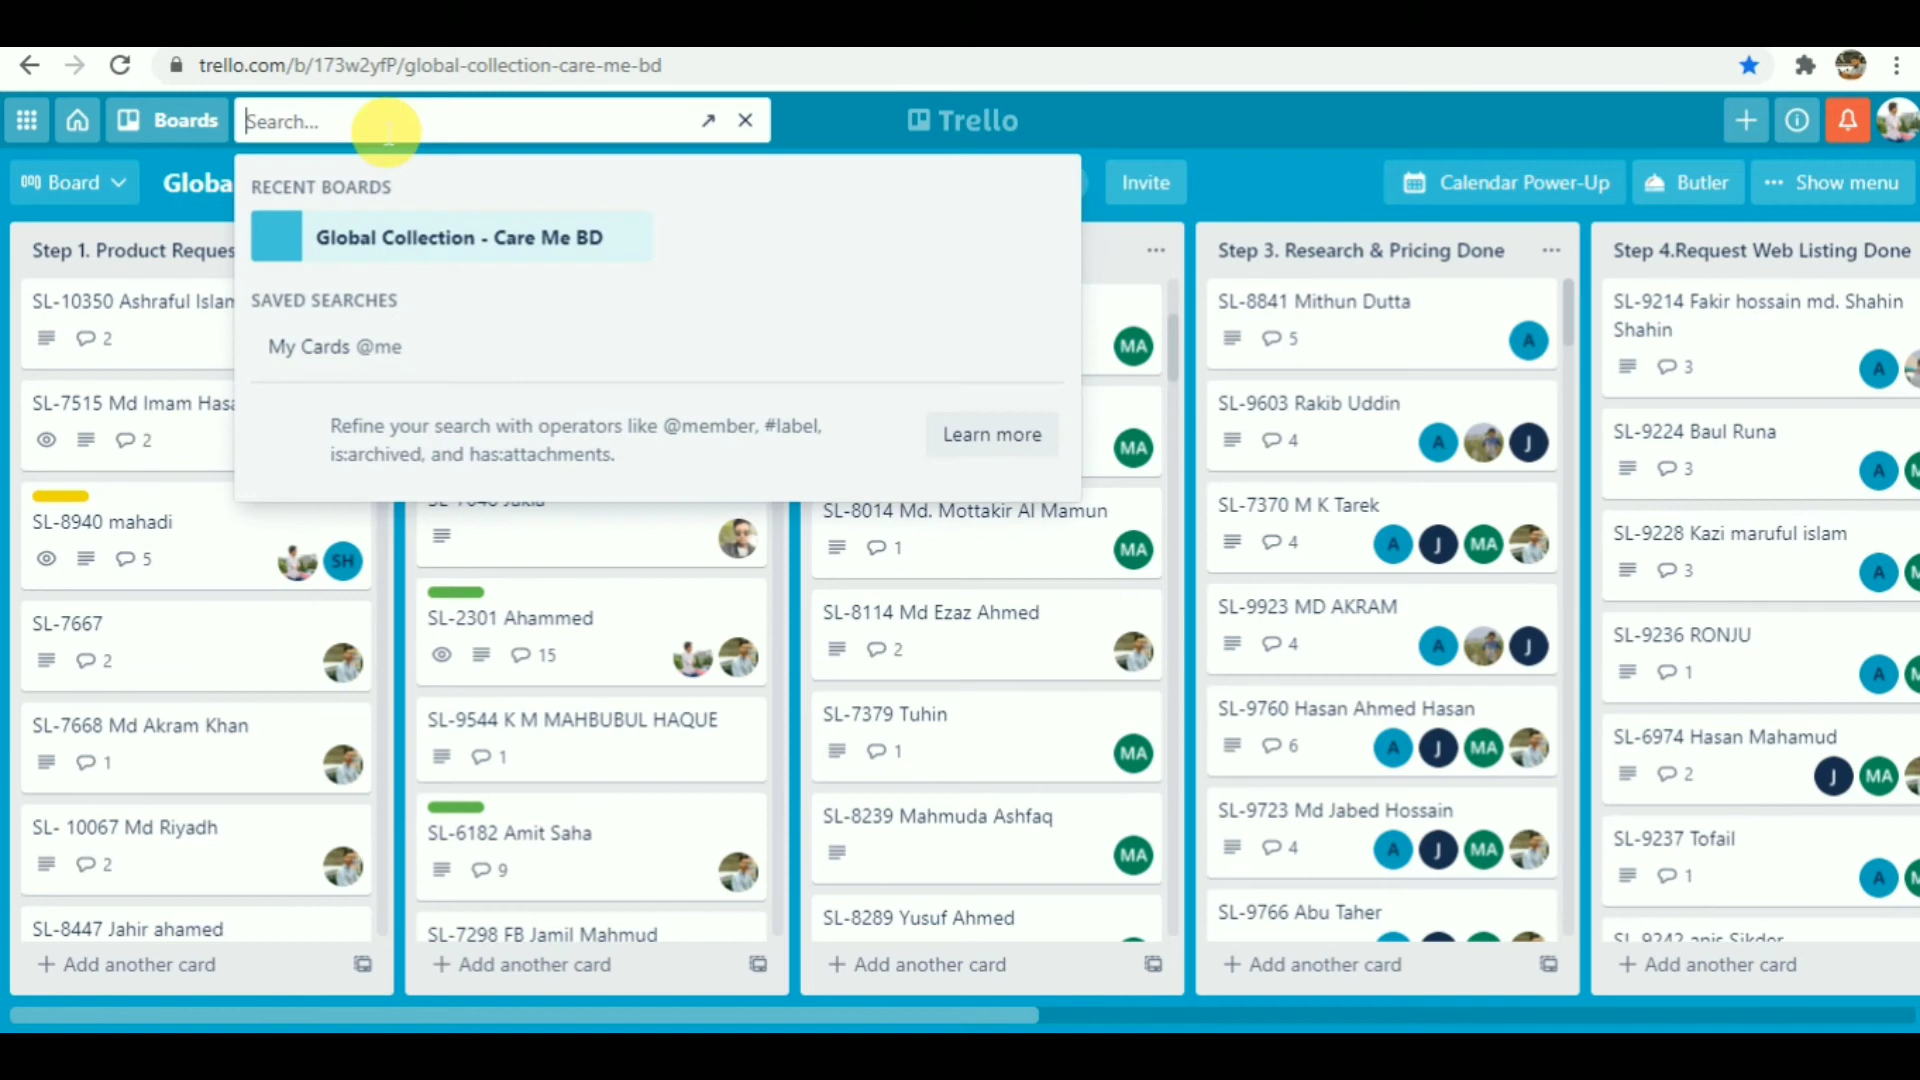 trello.com/b/173w2yfP/global-collection-care-me-bd
Boards
Search...
Trello
Board
Globa
Invite
Calendar Power-Up
Butler
Show menu
RECENT BOARDS
Global Collection - Care Me BD
SAVED SEARCHES
My Cards @me
Refine your search with operators like @member, #label,
is:archived, and has:attachments.
Learn more
Step 1. Product Reques
SL-10350 Ashraful Islam
2
SL-7515 Md Imam Hasa
2
SL-8940 mahadi
5
SH
SL-7667
2
SL-7668 Md Akram Khan
1
SL- 10067 Md Riyadh
2
SL-8447 Jahir ahamed
Add another card
SL-2301 Ahammed
15
SL-9544 K M MAHBUBUL HAQUE
1
SL-6182 Amit Saha
9
SL-7298 FB Jamil Mahmud
Add another card
MA
MA
SL-8014 Md. Mottakir Al Mamun
1
MA
SL-8114 Md Ezaz Ahmed
2
SL-7379 Tuhin
1
MA
SL-8239 Mahmuda Ashfaq
MA
SL-8289 Yusuf Ahmed
Add another card
Step 3. Research & Pricing Done
SL-8841 Mithun Dutta
5
A
SL-9603 Rakib Uddin
4
A J
SL-7370 M K Tarek
4
A J MA
SL-9923 MD AKRAM
4
A J
SL-9760 Hasan Ahmed Hasan
6
A J MA
SL-9723 Md Jabed Hossain
4
A J MA
SL-9766 Abu Taher
Add another card
Step 4.Request Web Listing Done
SL-9214 Fakir hossain md. Shahin
Shahin
3
A
SL-9224 Baul Runa
3
A
SL-9228 Kazi maruful islam
3
A
SL-9236 RONJU
1
A
SL-6974 Hasan Mahamud
2
J MA
SL-9237 Tofail
1
A
SL-9242 anis Sikder
Add another card